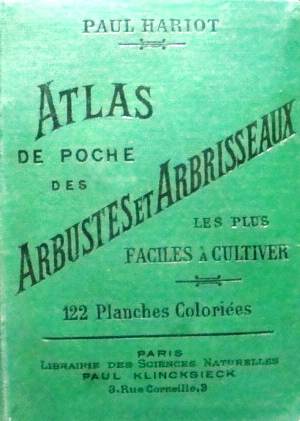 PAUL HARIOT
ATLAS
DE POCHE
DES
ARBUSTES ET ARBRISSEAUX
LES PLUS
FACILES À CULTIVER
122 Planches Coloriées
PARIS
LIBRAIRIE DES SCIENCES NATURELLES
PAUL KLINCKSIECK
3, Rue Corneille, 3